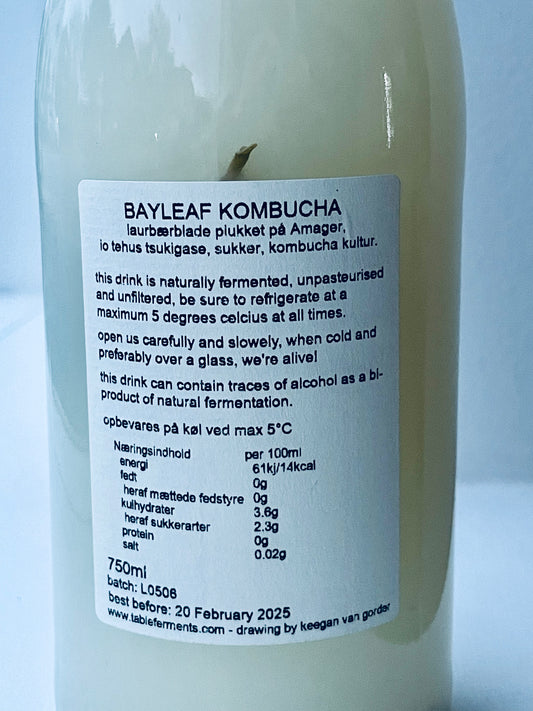 BAYLEAF KOMBUCHA
laurbærblade plukket på Amager,
io tehus tsukigase, sukker, kombucha kultur.
this drink is naturally fermented, unpasteurised
and unfiltered, be sure to refrigerate at a
maximum 5 degrees celcius at all times.
open us carefully and slowely, when cold and
preferably over a glass, we're alive!
this drink can contain traces of alcohol as a bi-
product of natural fermentation.
opbevares på køl ved max 5°C
Næringsindhold per 100ml
energi 61kj/14kcal
fedt 0g
heraf mættede fedstyre 0g
kulhydrater 3.6g
heraf sukkerarter 2.3g
protein 0g
salt 0.02g
750ml
batch: L0506
best before: 20 February 2025
www.tableferments.com - drawing by keegan van gorder